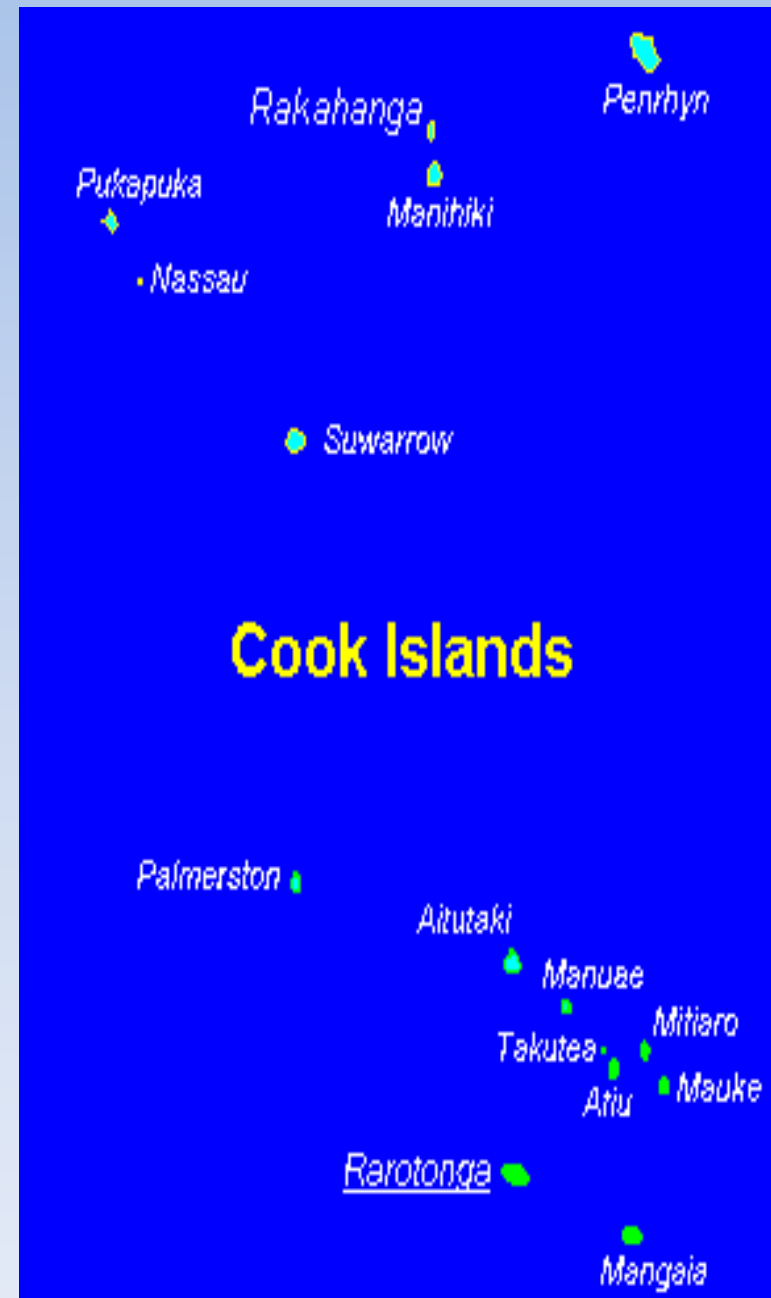 Penrhyn
Rakahanga
Pukapuka
Manihiki
Nassau
Suwarrow
Cook Islands
Palmerston
Aitutaki
Manuae
Mitiaro
Takutea
Mauke
Atiu
Rarotonga
Mangaia